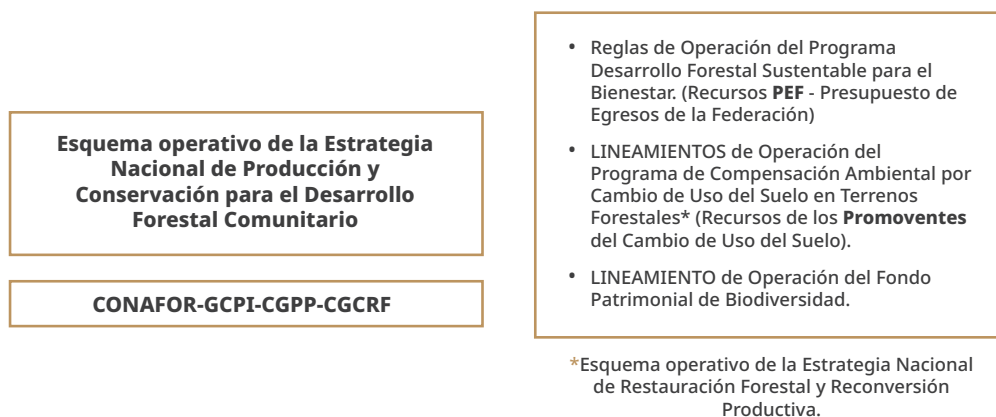 Esquema operativo de la Estrategia
Nacional de Producción y
Conservación para el Desarrollo
Forestal Comunitario
CONAFOR-GCPI-CGPP-CGCRF
• Reglas de Operación del Programa
Desarrollo Forestal Sustentable para el
Bienestar. (Recursos PEF - Presupuesto de
Egresos de la Federación)
• LINEAMIENTOS de Operación del
Programa de Compensación Ambiental por
Cambio de Uso del Suelo en Terrenos
Forestales* (Recursos de los Promoventes
del Cambio de Uso del Suelo).
• LINEAMIENTO de Operación del Fondo
Patrimonial de Biodiversidad.
*Esquema operativo de la Estrategia Nacional
de Restauración Forestal y Reconversión
Productiva.